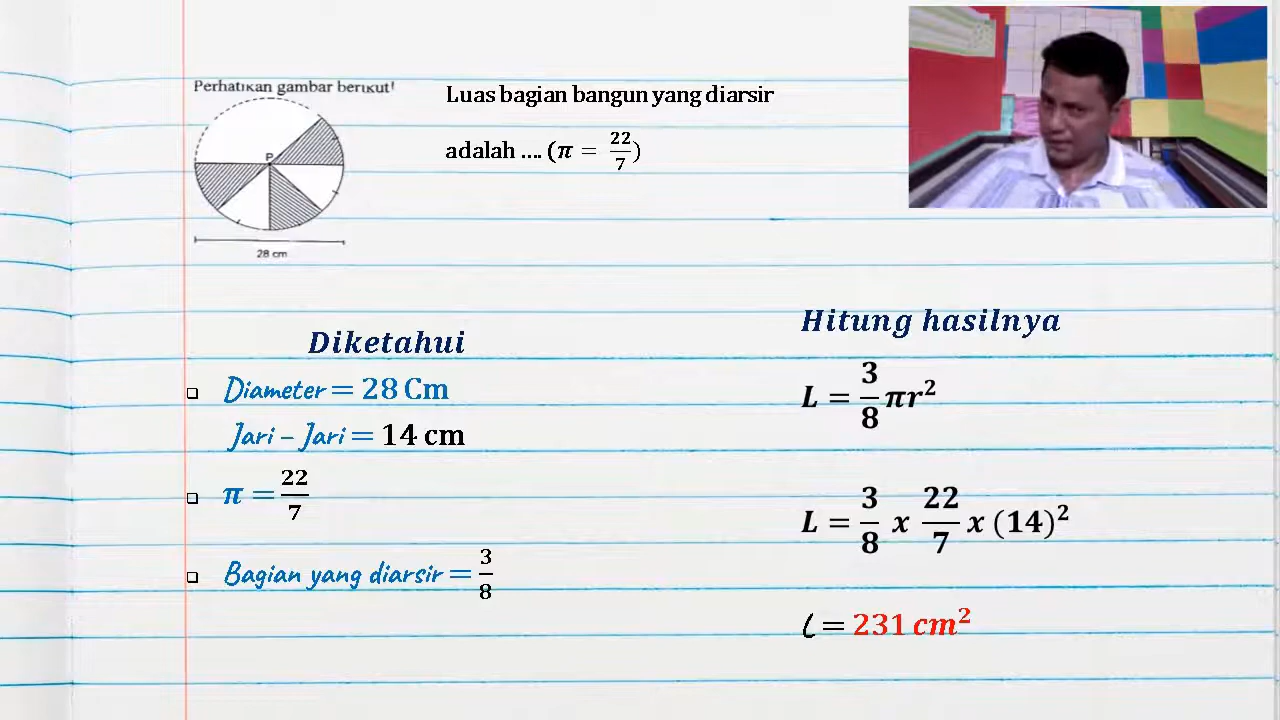 Perhatikan gambar berikut!
P
28 cm
Luas bagian bangun yang diarsir
adalah .... (π = 22/7)
Diketahui
❑ Diameter = 28 Cm
Jari – Jari = 14 cm
❑ π = 22/7
❑ Bagian yang diarsir = 3/8
Hitung hasilnya
L = 3/8 πr²
L = 3/8 x 22/7 x (14)²
L = 231 cm²